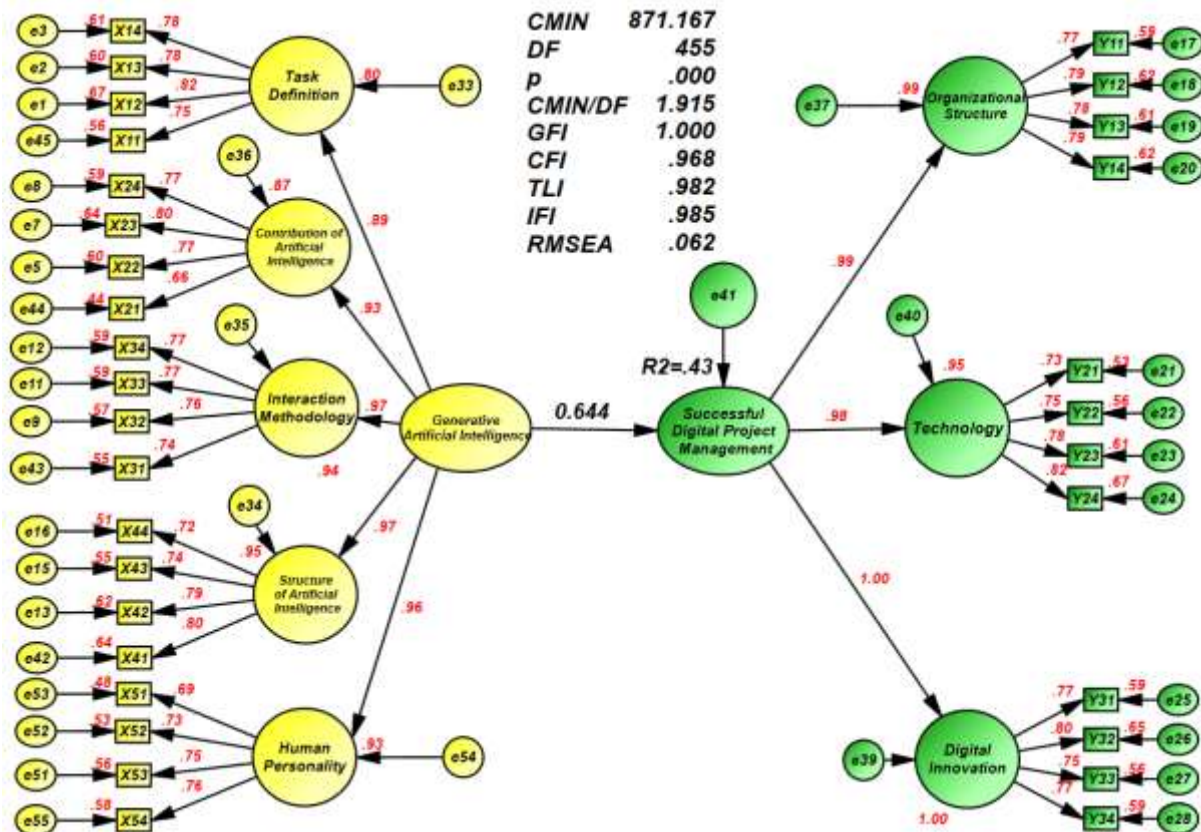 CMIN 871.167
DF 455
p .000
CMIN/DF 1.915
GFI 1.000
CFI .968
TLI .982
IFI .985
RMSEA .062
e3 .61 X14 .76
e2 .60 X13 .78
e1 .67 X12 .82
e45 .56 X11 .75
Task
Definition
.80 e33
e36
.87
e8 .59 X24 .77
e7 .64 X23 .80
e5 .60 X22 .77
e44 .44 X21 .66
Contribution of
Artificial
Intelligence
e35
e12 .59 X34 .77
e11 .59 X33 .77
e9 .57 X32 .76
e43 .55 X31 .74
Interaction
Methodology
.94
e34
.95
e16 .51 X44 .72
e15 .55 X43 .74
e13 .62 X42 .79
e42 .64 X41 .80
Structure
of Artificial
Intelligence
e53 .48 X51 .69
e52 .53 X52 .73
e51 .56 X53 .75
e55 .58 X54 .76
Human
Personality
.93 e54
.89
.93
.97
.97
.96
Generative
Artificial Intelligence
0.644
e41
R2=.43
Successful
Digital Project
Management
.99
.98
1.00
e37 .99
Organizational
Structure
.77 Y11 .59 e17
.79 Y12 .62 e18
.78 Y13 .61 e19
.79 Y14 .62 e20
e40
.95
Technology
.73 Y21 .53 e21
.75 Y22 .56 e22
.78 Y23 .61 e23
.82 Y24 .67 e24
e39
Digital
Innovation
1.00
.77 Y31 .59 e25
.80 Y32 .65 e26
.75 Y33 .56 e27
.77 Y34 .59 e28